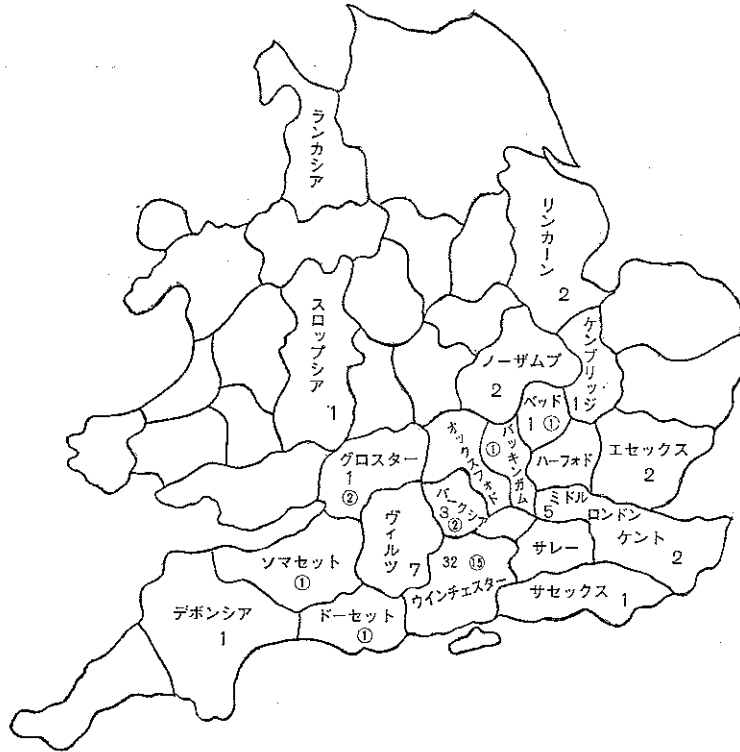 ランカシア
リンカーン
2
スロップシア
1
ノーザムプ
2
ケンブリッジ
1
ベッド
1 ①
オックスフォド
①
バッキンガム
ハーフォド
エセックス
2
グロスター
1
②
バークシア
3
②
ミドル
5
ロンドン
ヴィルツ
7
サレー
ケント
2
ソマセット
①
32 ⑮
ウインチェスター
サセックス
1
デボンシア
1
ドーセット
①